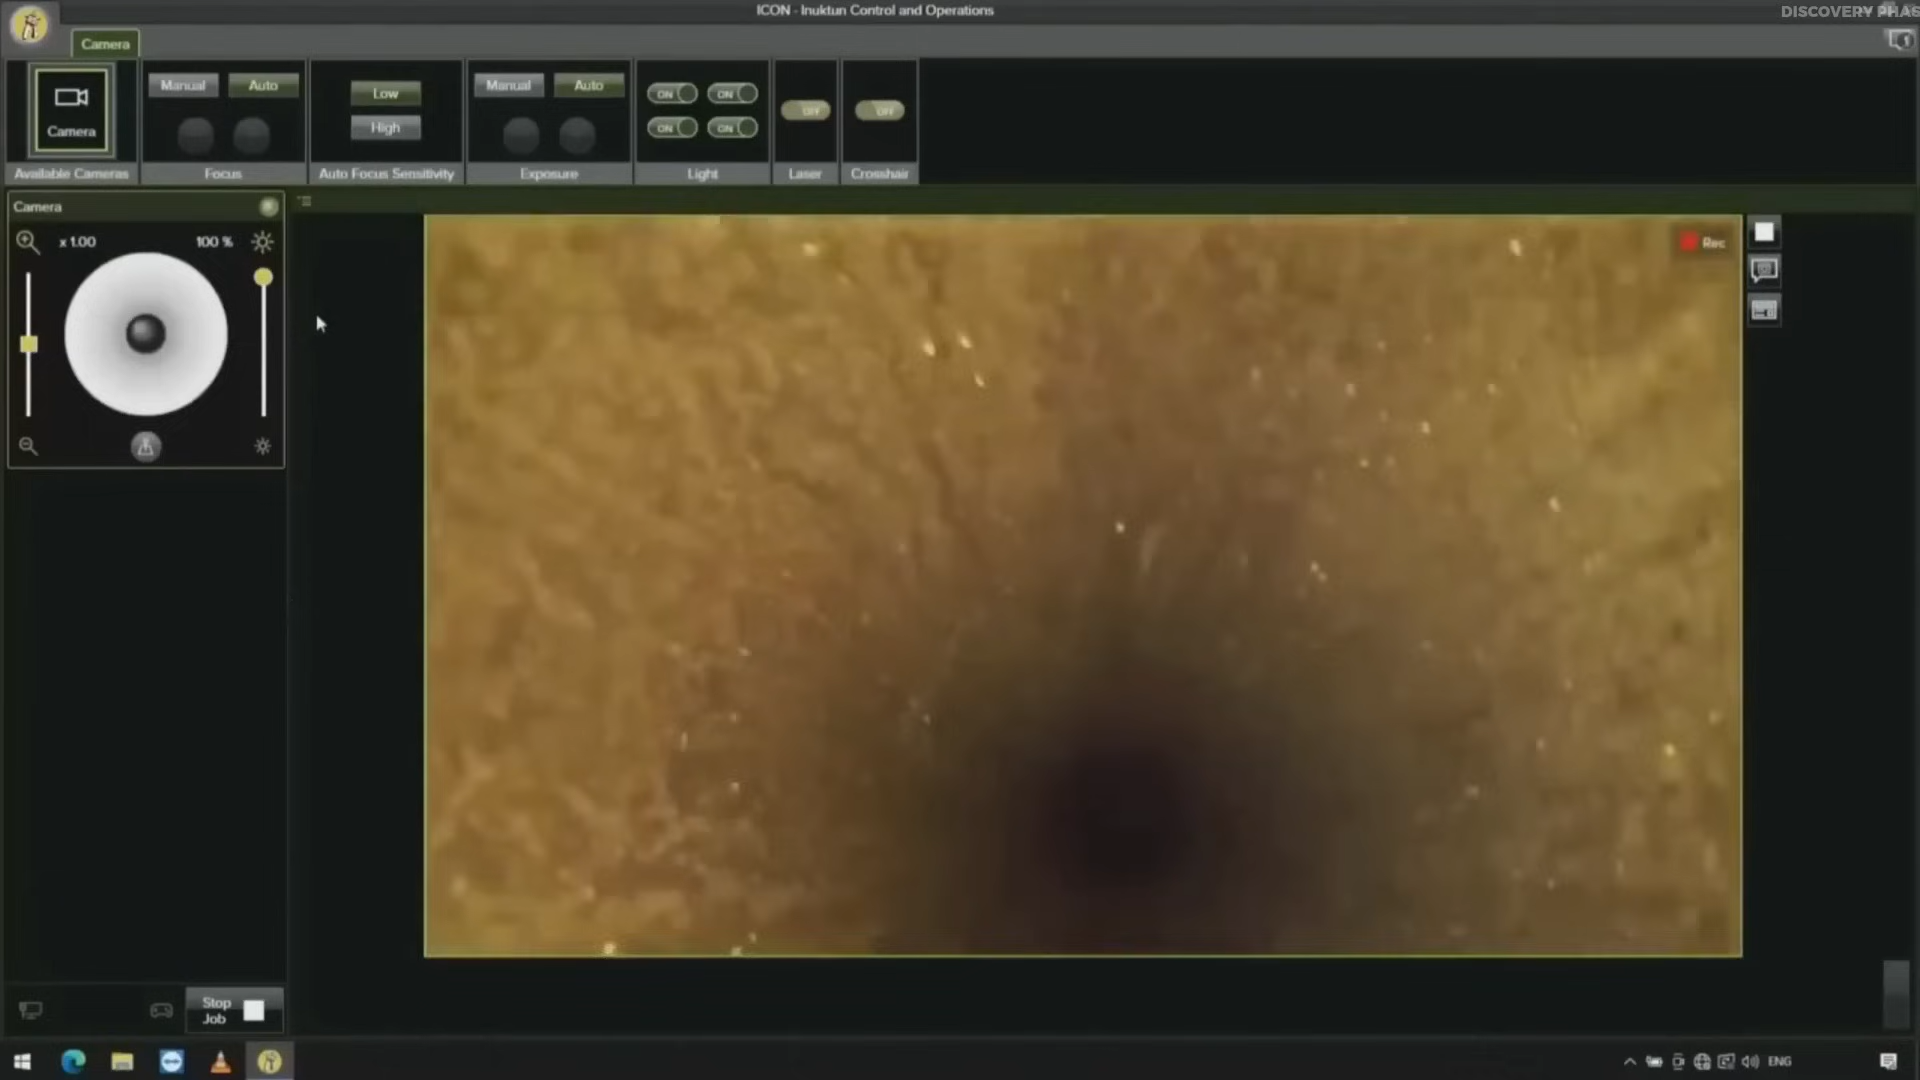 ICON - Inuktun Control and Operations
DISCOVERY PHAS
Camera
Camera
Available Cameras
Manual Auto
Focus
Low
High
Auto Focus Sensitivity
Manual Auto
Exposure
ON ON
ON ON
Light
OFF
Laser
OFF
Crosshair
Camera
x 1.00 100 %
Rec
Stop
Job
ENG